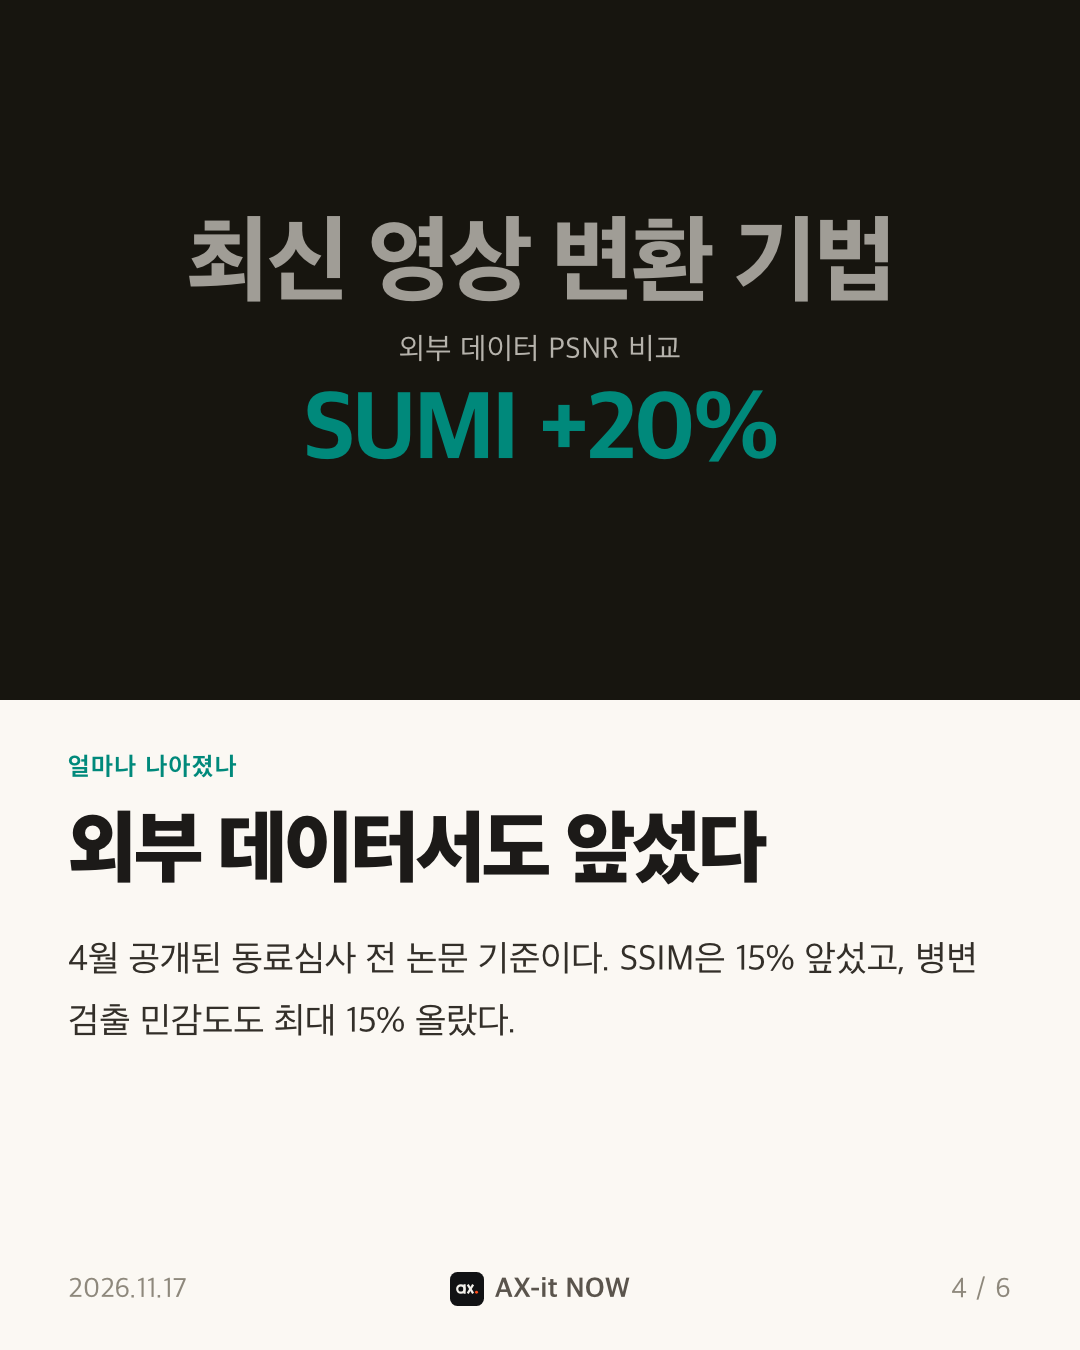 최신 영상 변환 기법
외부 데이터 PSNR 비교
SUMI +20%
얼마나 나아졌나
외부 데이터서도 앞섰다
4월 공개된 동료심사 전 논문 기준이다. SSIM은 15% 앞섰고, 병변
검출 민감도도 최대 15% 올랐다.
2026.11.17
ax. AX-it NOW
4 / 6